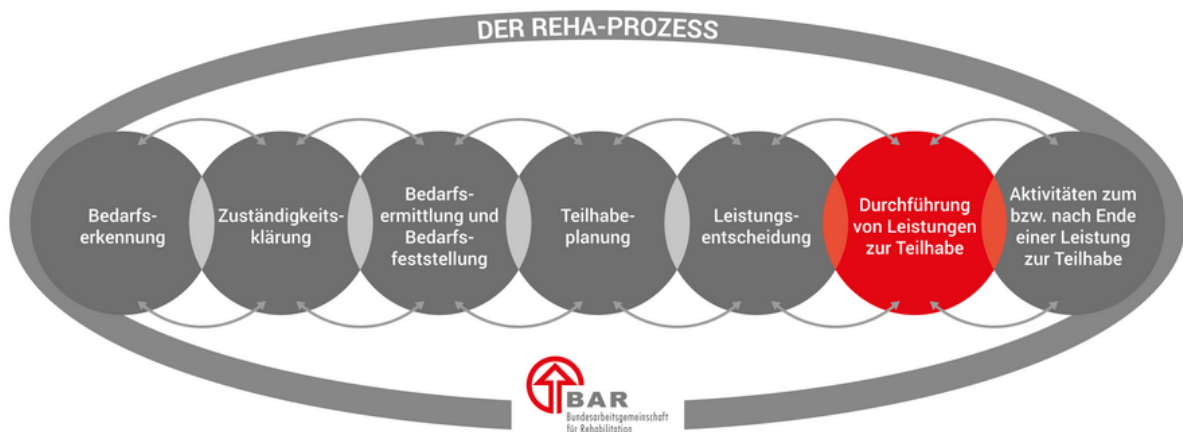 DER REHA-PROZESS
Bedarfs-
erkennung
Zuständigkeits-
klärung
Bedarfs-
ermittlung und
Bedarfs-
feststellung
Teilhabe-
planung
Leistungs-
entscheidung
Durchführung
von Leistungen
zur Teilhabe
Aktivitäten zum
bzw. nach Ende
einer Leistung
zur Teilhabe
BAR
Bundesarbeitsgemeinschaft
für Rehabilitation